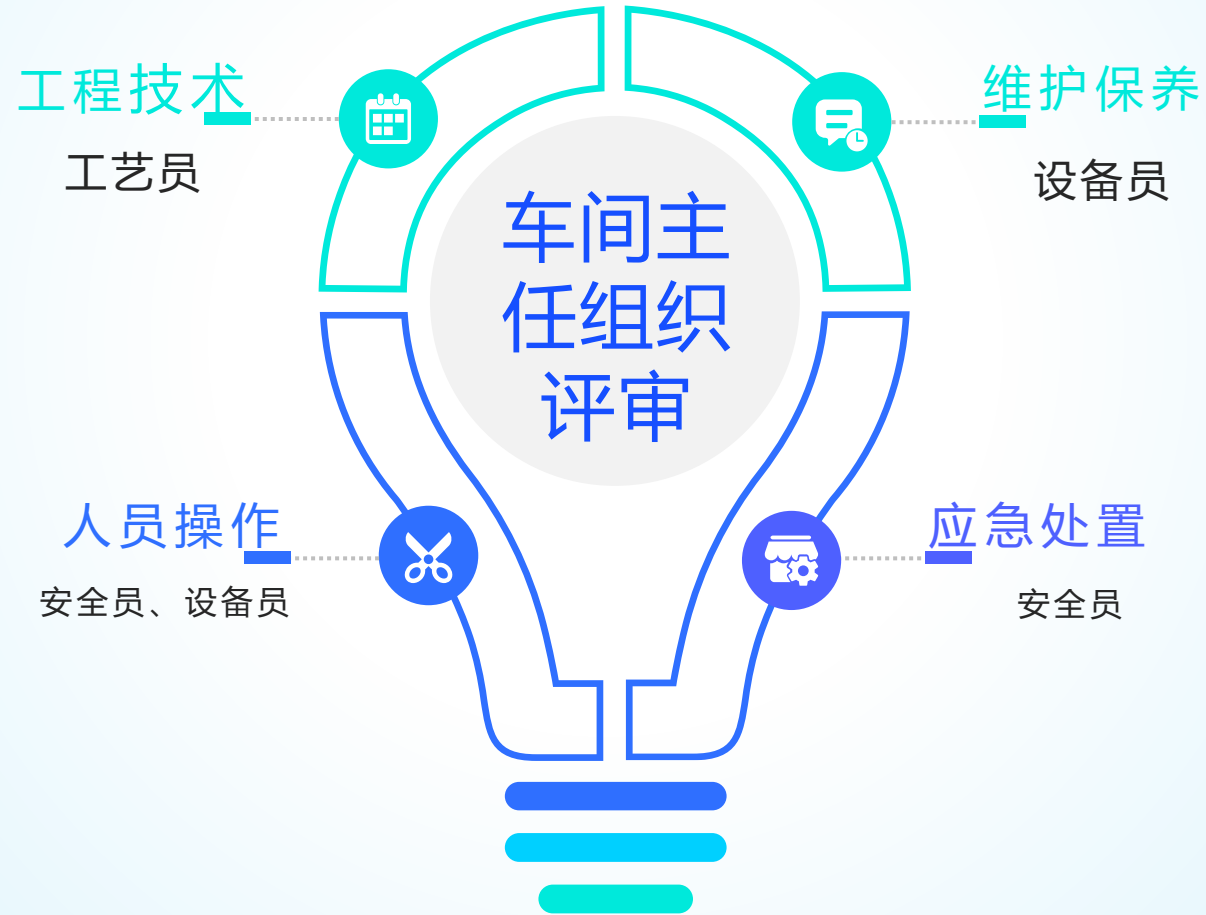 工程技术
工艺员
维护保养
设备员
车间主
任组织
评审
人员操作
安全员、设备员
应急处置
安全员